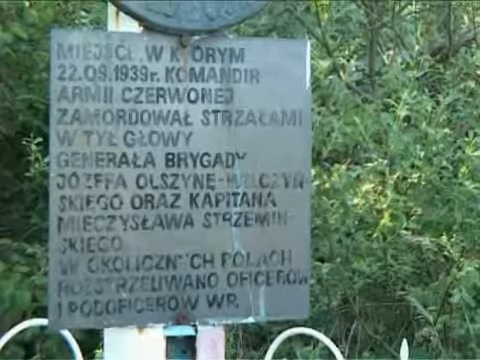 MIEJSCE, W KTÓRYM
22.09.1939r. KOMANDIR
ARMII CZERWONEJ
ZAMORDOWAŁ STRZAŁAMI
W TYŁ GŁOWY
GENERAŁA BRYGADY
JÓZEFA OLSZYNĘ-WILCZYŃ-
SKIEGO ORAZ KAPITANA
MIECZYSŁAWA STRZEMIŃ-
SKIEGO
W OKOLICZNYCH POLACH
ROZSTRZELIWANO OFICERÓW
I PODOFICERÓW WP.